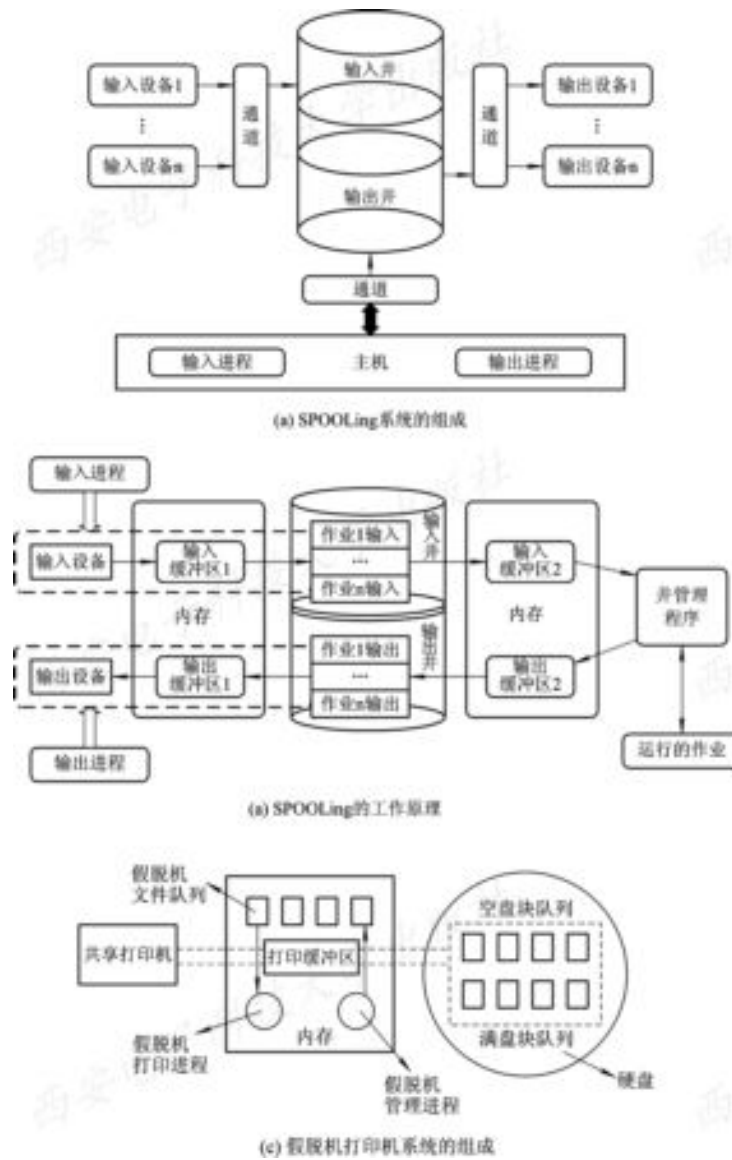 输入设备1
⋮
输入设备n
通道
输入井
输出井
通道
输出设备1
⋮
输出设备m
通道
输入进程
主机
输出进程
(a) SPOOLing系统的组成
输入进程
输入设备
输入
缓冲区1
作业1输入
…
作业n输入
输入井
输入
缓冲区2
内存
内存
井管理
程序
输出设备
输出
缓冲区1
作业1输出
…
作业n输出
输出井
输出
缓冲区2
输出进程
运行的作业
(a) SPOOLing的工作原理
假脱机
文件队列
共享打印机
打印缓冲区
内存
假脱机
打印进程
假脱机
管理进程
空盘块队列
满盘块队列
硬盘
(c) 假脱机打印机系统的组成